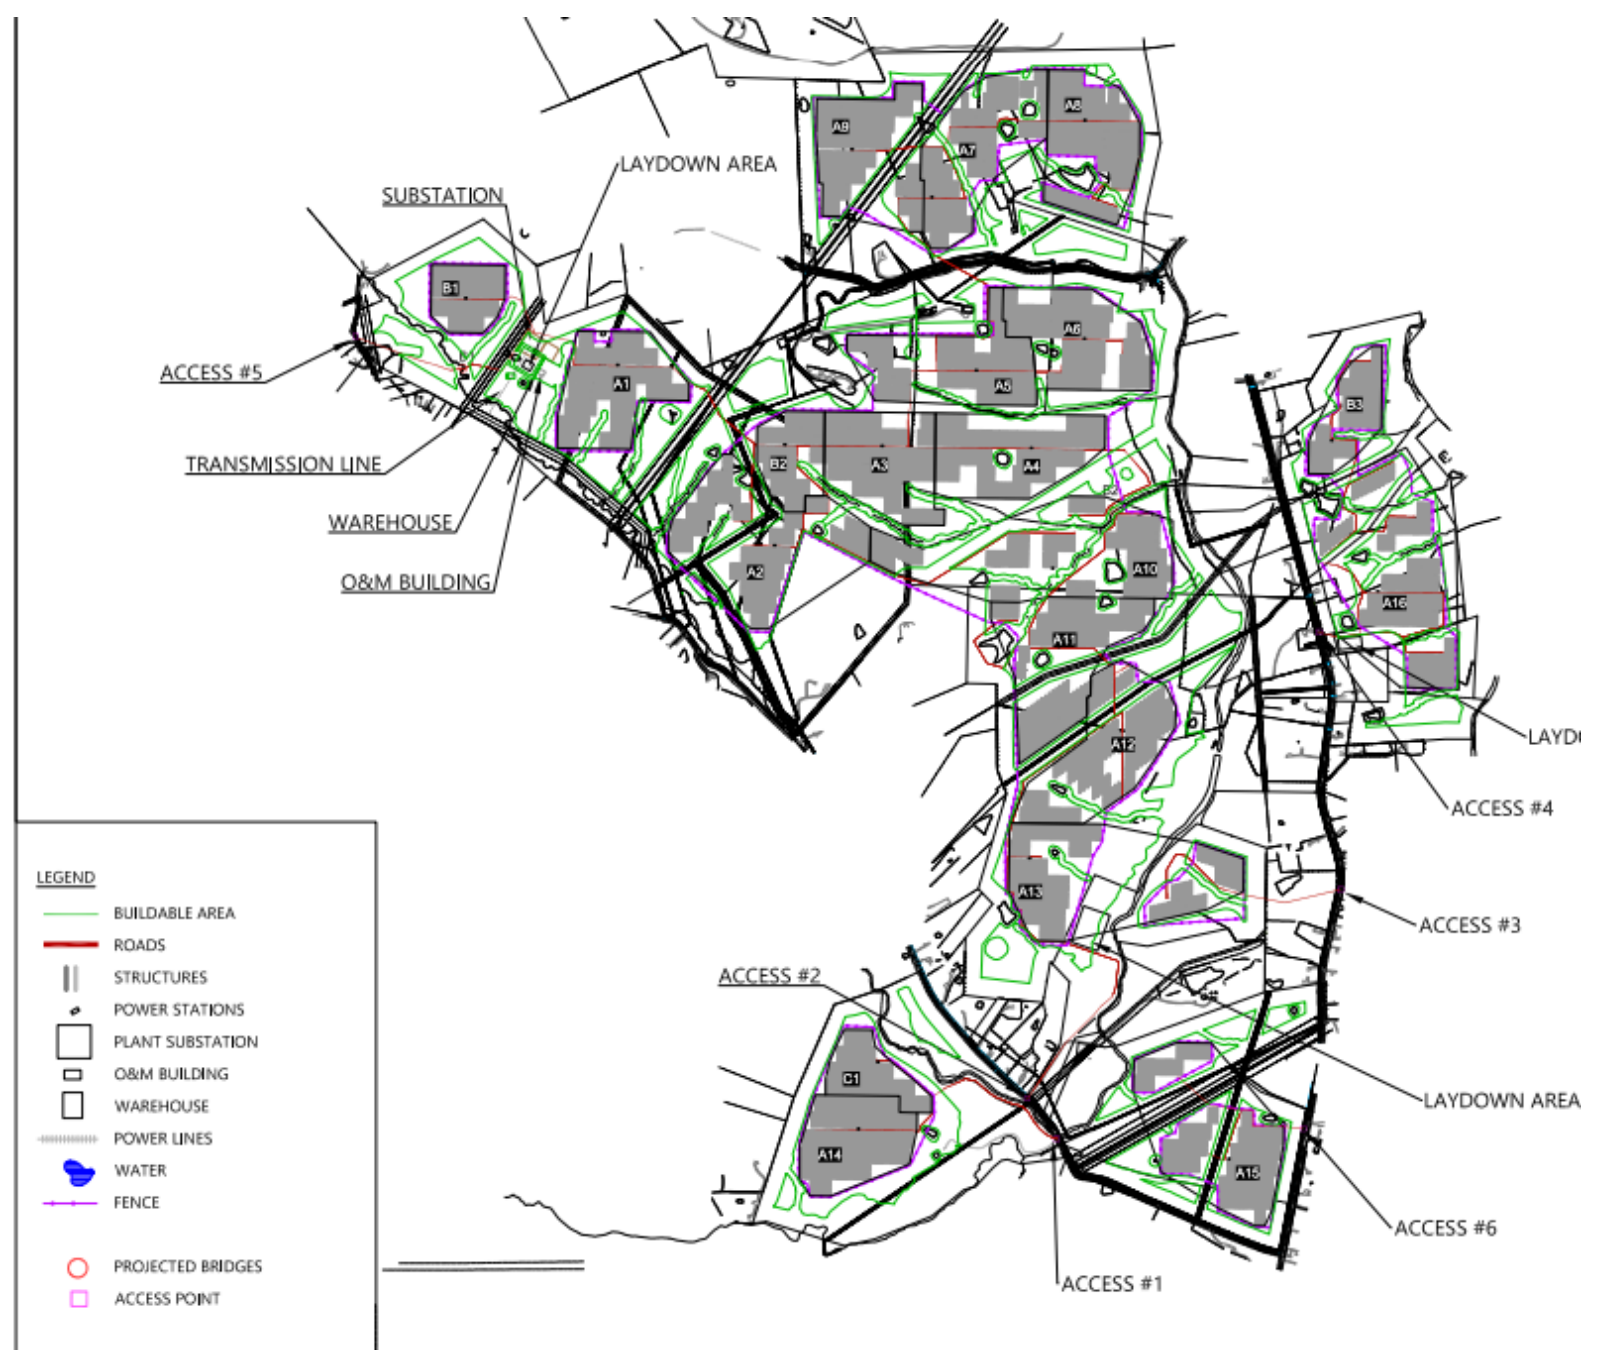 A9
A8
A7
LAYDOWN AREA
SUBSTATION
B1
A6
ACCESS #5
A1
A5
B3
TRANSMISSION LINE
B2
A3
A4
B2
WAREHOUSE
O&M BUILDING
A2
A10
A16
A11
LAYD
A12
ACCESS #4
A13
ACCESS #3
ACCESS #2
C1
LAYDOWN AREA
A14
A15
ACCESS #6
ACCESS #1
LEGEND
BUILDABLE AREA
ROADS
STRUCTURES
POWER STATIONS
PLANT SUBSTATION
O&M BUILDING
WAREHOUSE
POWER LINES
WATER
FENCE
PROJECTED BRIDGES
ACCESS POINT